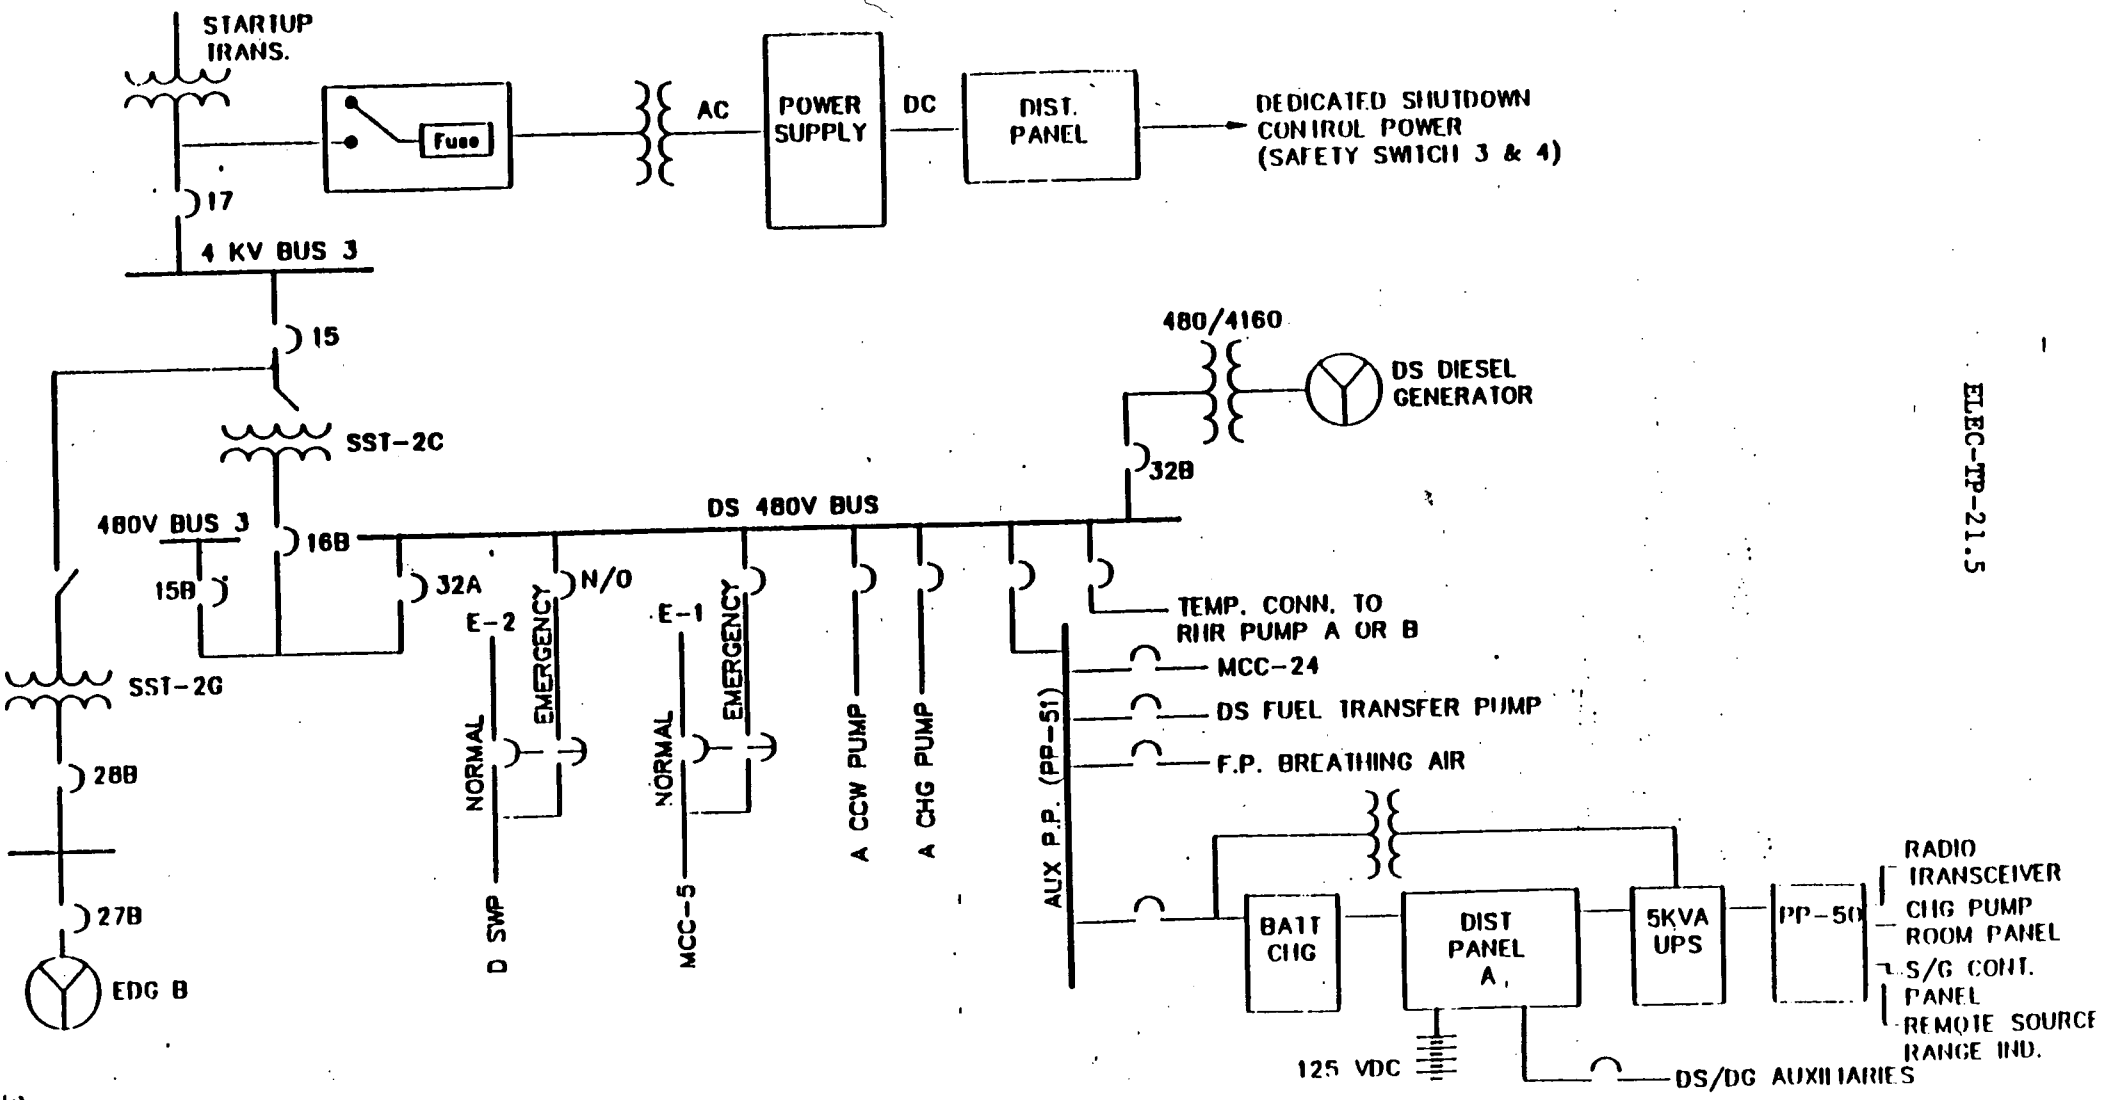 STARTUP
TRANS.
Fuse
AC
POWER
SUPPLY
DC
DIST.
PANEL
DEDICATED SHUTDOWN
CONTROL POWER
(SAFETY SWITCH 3 & 4)
17
4 KV BUS 3
15
480/4160
DS DIESEL
GENERATOR
ELEC-TP-21.5
SST-2C
32B
DS 480V BUS
480V BUS 3
16B
15B
32A
N/O
E-2
EMERGENCY
E-1
EMERGENCY
TEMP. CONN. TO
RHR PUMP A OR B
MCC-24
SST-2G
DS FUEL TRANSFER PUMP
F.P. BREATHING AIR
NORMAL
NORMAL
A CCW PUMP
A CHG PUMP
AUX P.P. (PP-51)
28B
27B
EDG B
D SWP
MCC-5
BATT
CHG
DIST
PANEL
A
5KVA
UPS
PP-50
RADIO
TRANSCEIVER
CHG PUMP
ROOM PANEL
S/G CONT.
PANEL
REMOTE SOURCE
RANGE IND.
125 VDC
DS/DG AUXILIARIES